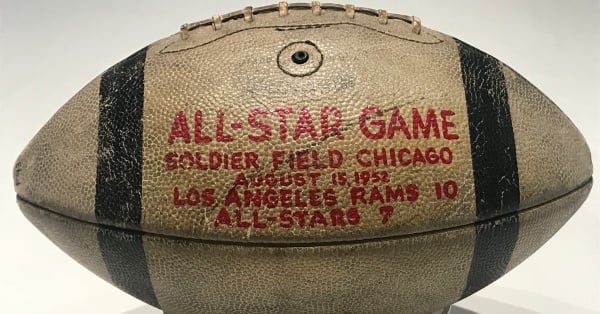 ALL-STAR GAME
SOLDIER FIELD CHICAGO
AUGUST 15, 1952
LOS ANGELES RAMS 10
ALL-STARS 7